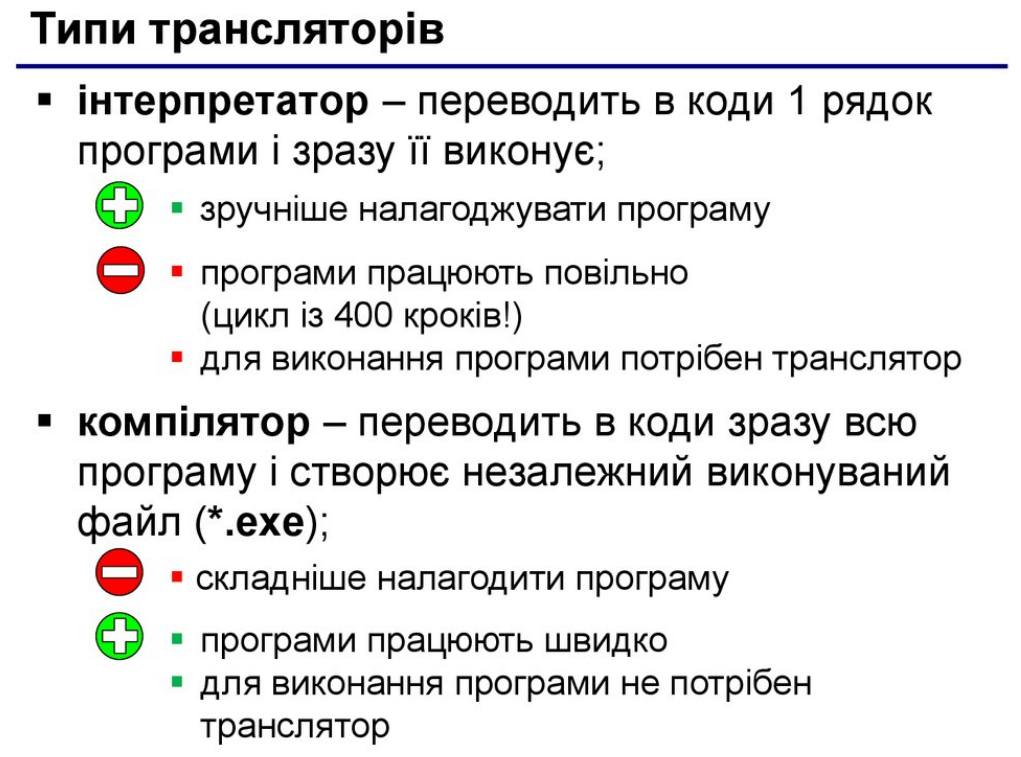 Типи трансляторів
▪ інтерпретатор – переводить в коди 1 рядок
програми і зразу її виконує;
▪ зручніше налагоджувати програму
▪ програми працюють повільно
(цикл із 400 кроків!)
▪ для виконання програми потрібен транслятор
▪ компілятор – переводить в коди зразу всю
програму і створює незалежний виконуваний
файл (*.exe);
▪ складніше налагодити програму
▪ програми працюють швидко
▪ для виконання програми не потрібен
транслятор